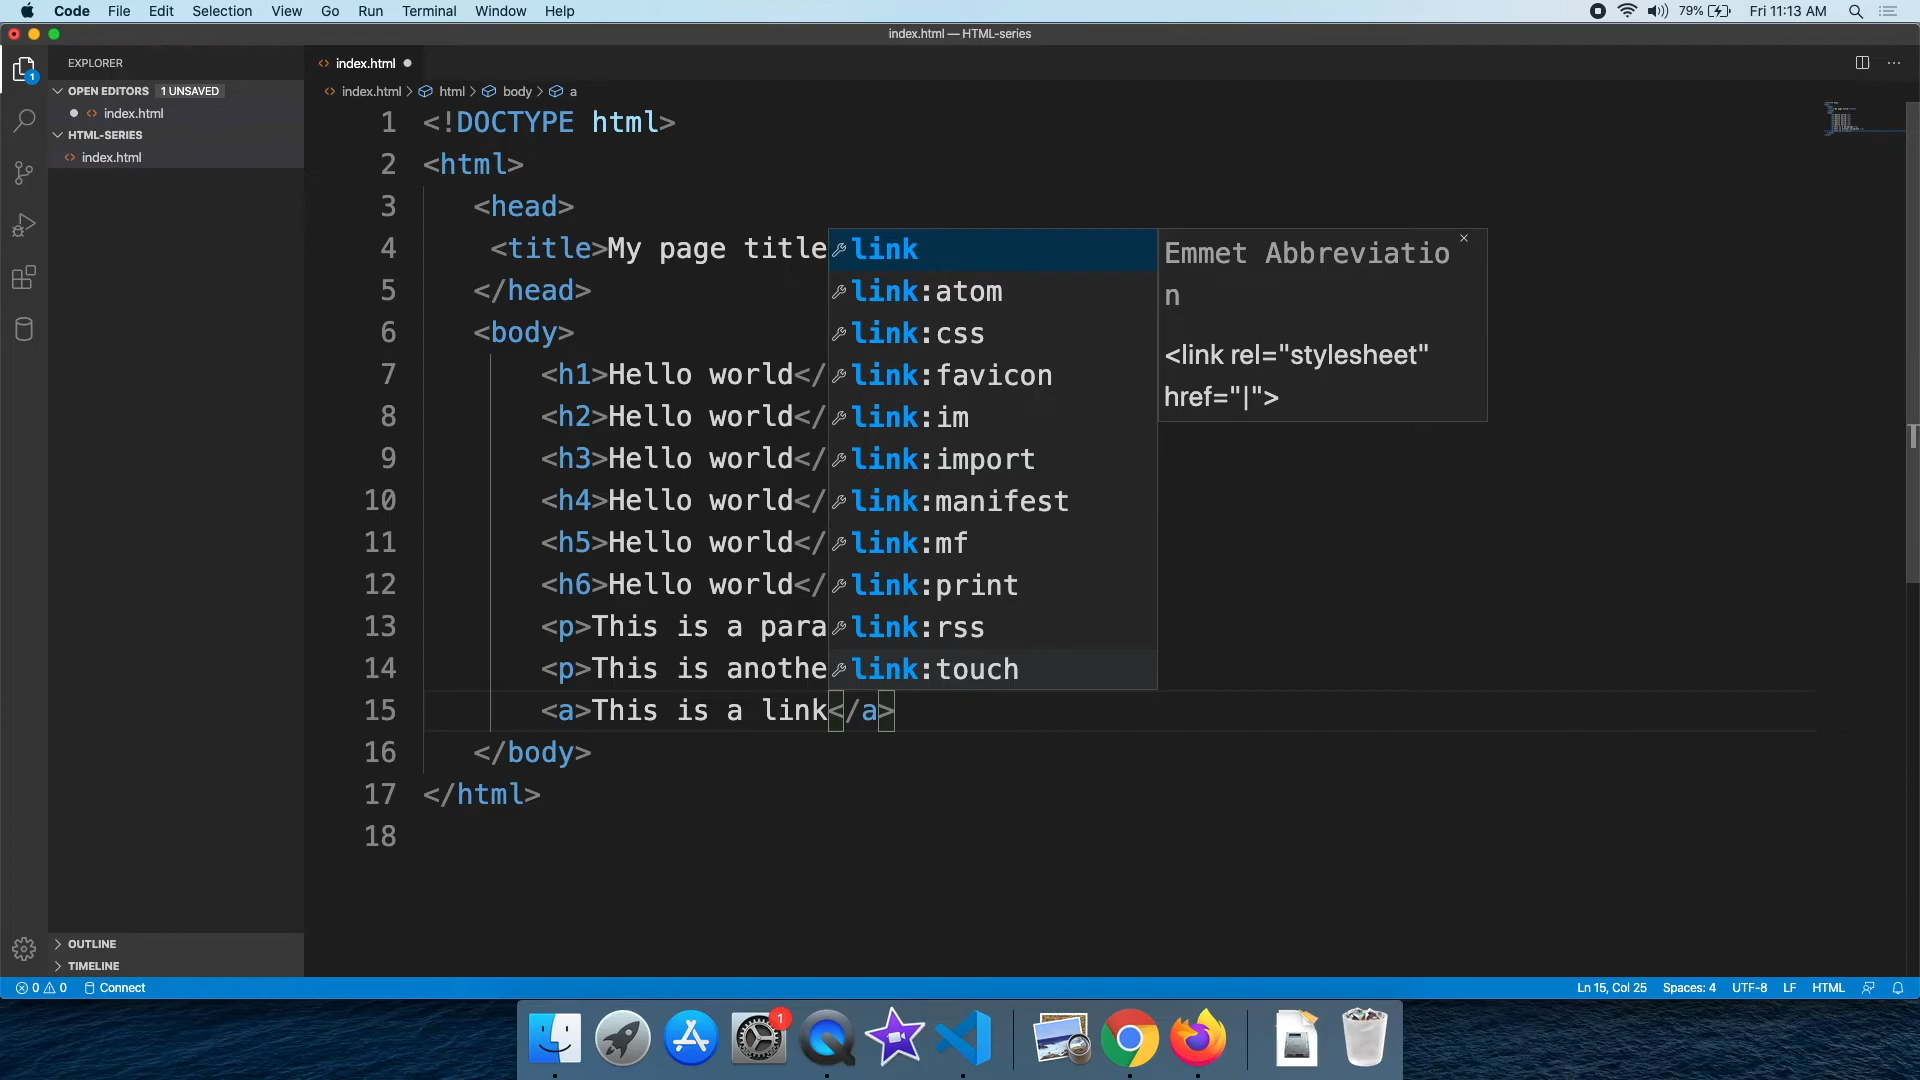 Code File Edit Selection View Go Run Terminal Window Help 79% Fri 11:13 AM
index.html — HTML-series
EXPLORER
index.html
1
OPEN EDITORS 1 UNSAVED
index.html > html > body > a
index.html
HTML-SERIES
index.html
1 <!DOCTYPE html>
2 <html>
3 <head>
4 <title>My page title
5 </head>
6 <body>
7 <h1>Hello world</
8 <h2>Hello world</
9 <h3>Hello world</
10 <h4>Hello world</
11 <h5>Hello world</
12 <h6>Hello world</
13 <p>This is a para
14 <p>This is anothe
15 <a>This is a link</a>
16 </body>
17 </html>
18
link
link:atom
link:css
link:favicon
link:im
link:import
link:manifest
link:mf
link:print
link:rss
link:touch
Emmet Abbreviatio
n
<link rel="stylesheet"
href="|">
OUTLINE
TIMELINE
0 0 Connect Ln 15, Col 25 Spaces: 4 UTF-8 LF HTML
1